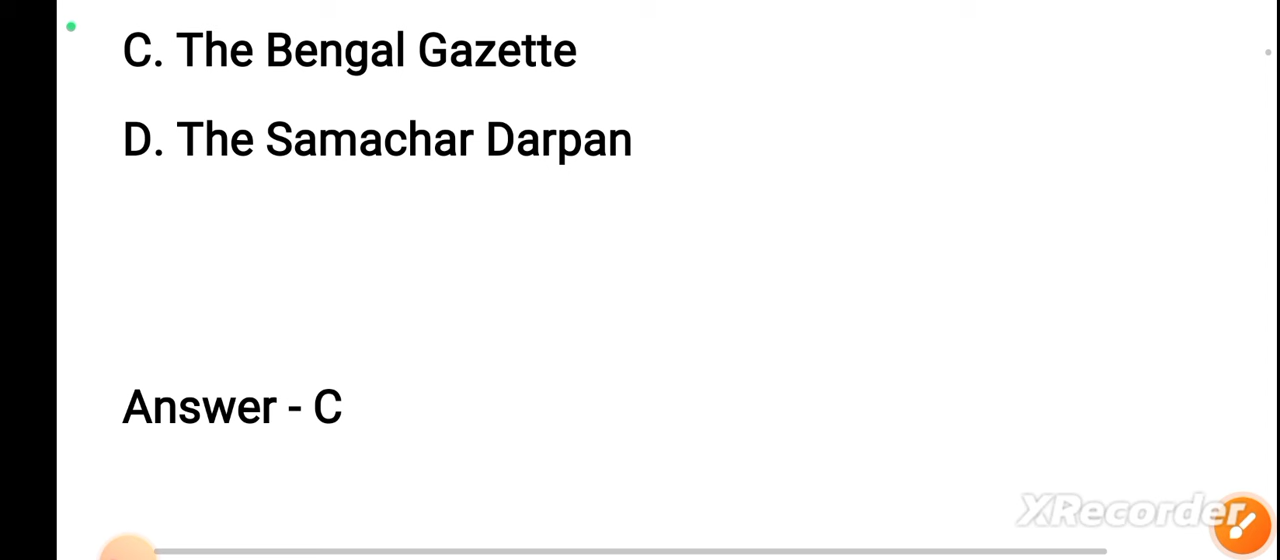 C. The Bengal Gazette
D. The Samachar Darpan
Answer - C
XRecorder